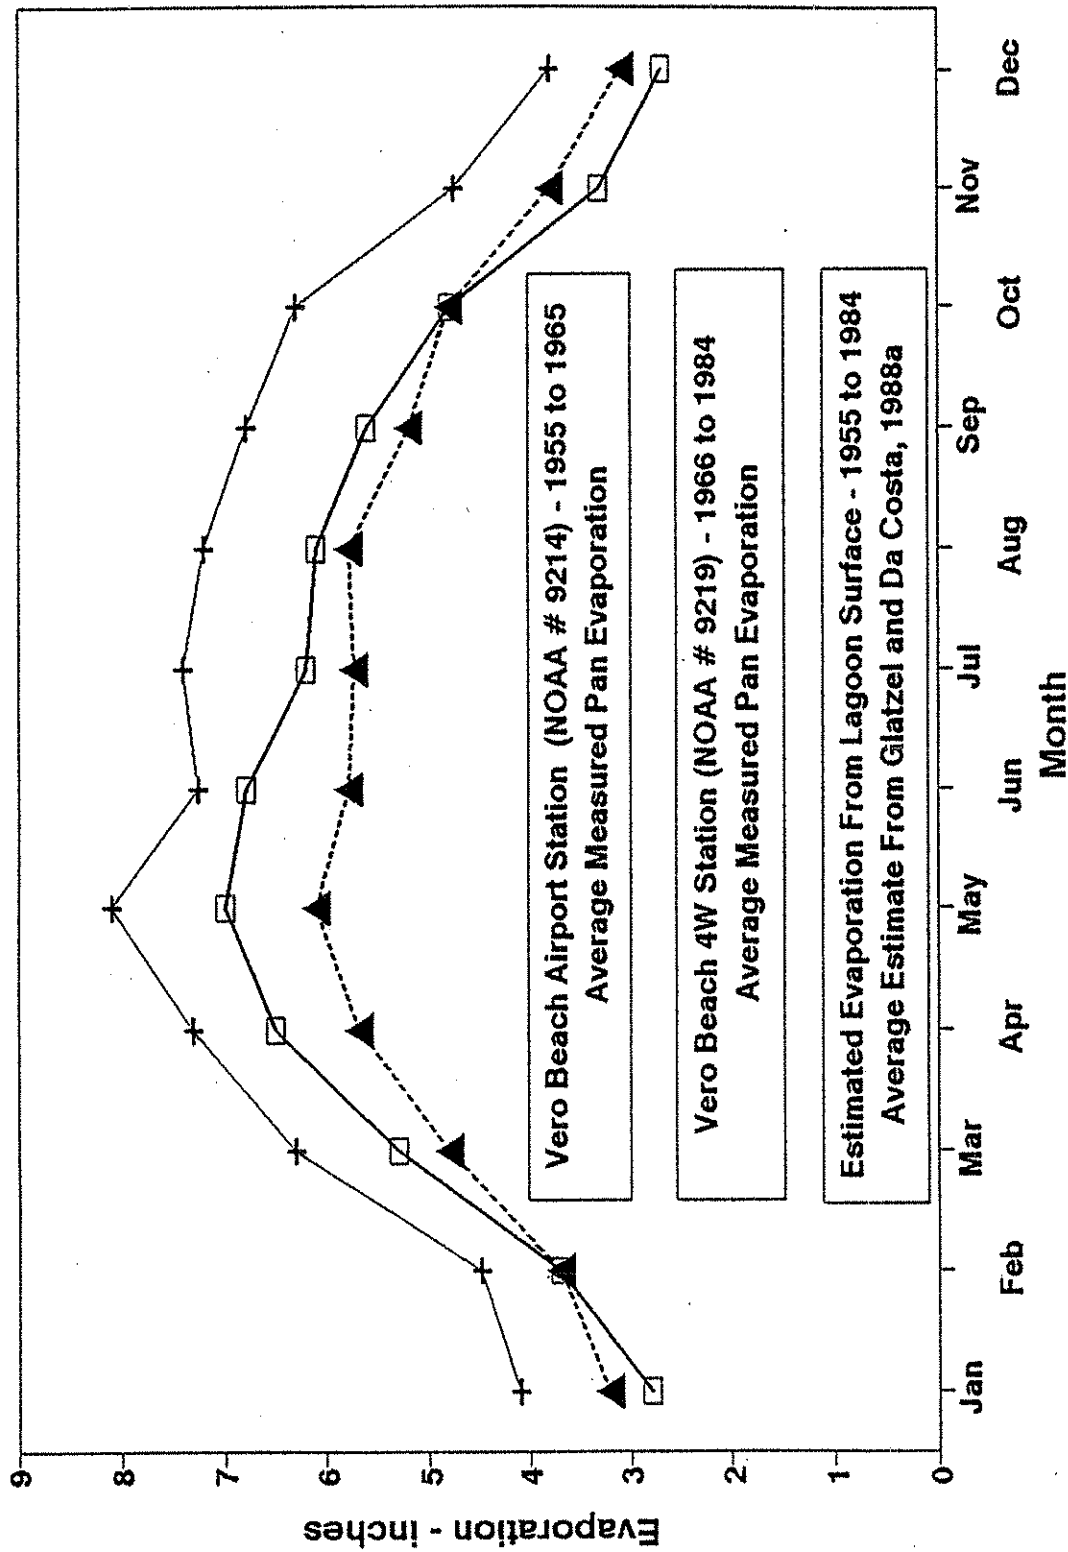 Evaporation - inches
9
8
7
6
5
4
3
2
1
0
Vero Beach Airport Station (NOAA # 9214) - 1955 to 1965
Average Measured Pan Evaporation
Vero Beach 4W Station (NOAA # 9219) - 1966 to 1984
Average Measured Pan Evaporation
Estimated Evaporation From Lagoon Surface - 1955 to 1984
Average Estimate From Glatzel and Da Costa, 1988a
Jan
Feb
Mar
Apr
May
Jun
Jul
Aug
Sep
Oct
Nov
Dec
Month